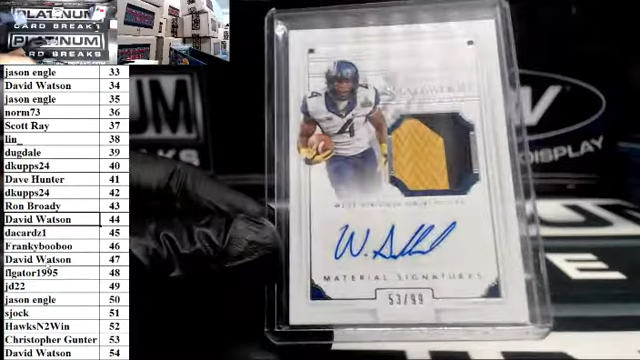 PLATINUM
CARD BREAKS
PLATINUM
CARD BREAKS
jason engle 33
David Watson 34
jason engle 35
norm73 36
Scott Ray 37
lin_ 38
dugdale 39
dkupps24 40
Dave Hunter 41
dkupps24 42
Ron Broady 43
David Watson 44
dacardz1 45
Frankybooboo 46
David Watson 47
flgator1995 48
jd22 49
jason engle 50
sjock 51
HawksN2Win 52
Christopher Gunter 53
David Watson 54
4
MATERIAL SIGNATURES
53/99
UM
DISPLAY